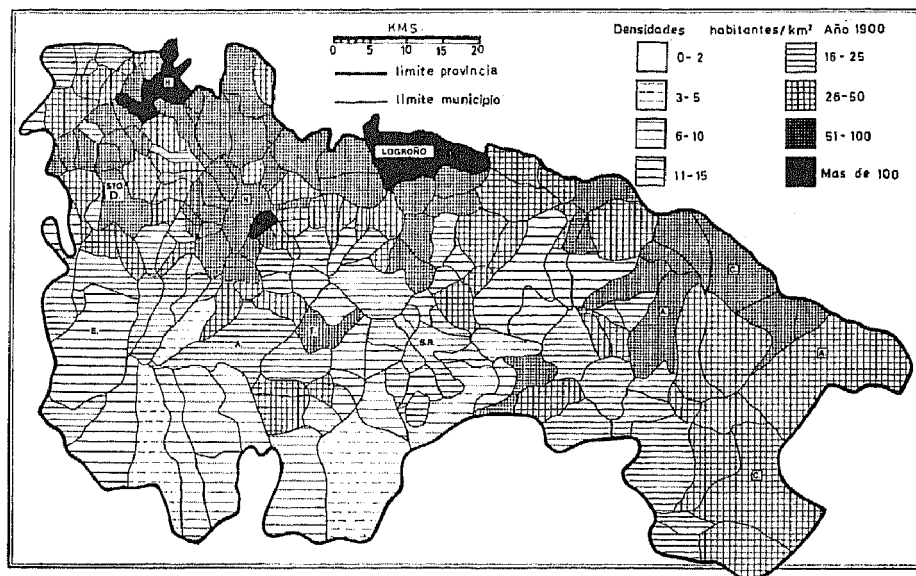 KMS.
0 5 10 15 20
límite provincia
límite municipio
Densidades habitantes/km² Año 1900
0-2
3-5
6-10
11-15
16-25
26-50
51-100
Mas de 100
H
LOGROÑO
STO.
D
N
E.
A.
S.R.
A
C
A
C